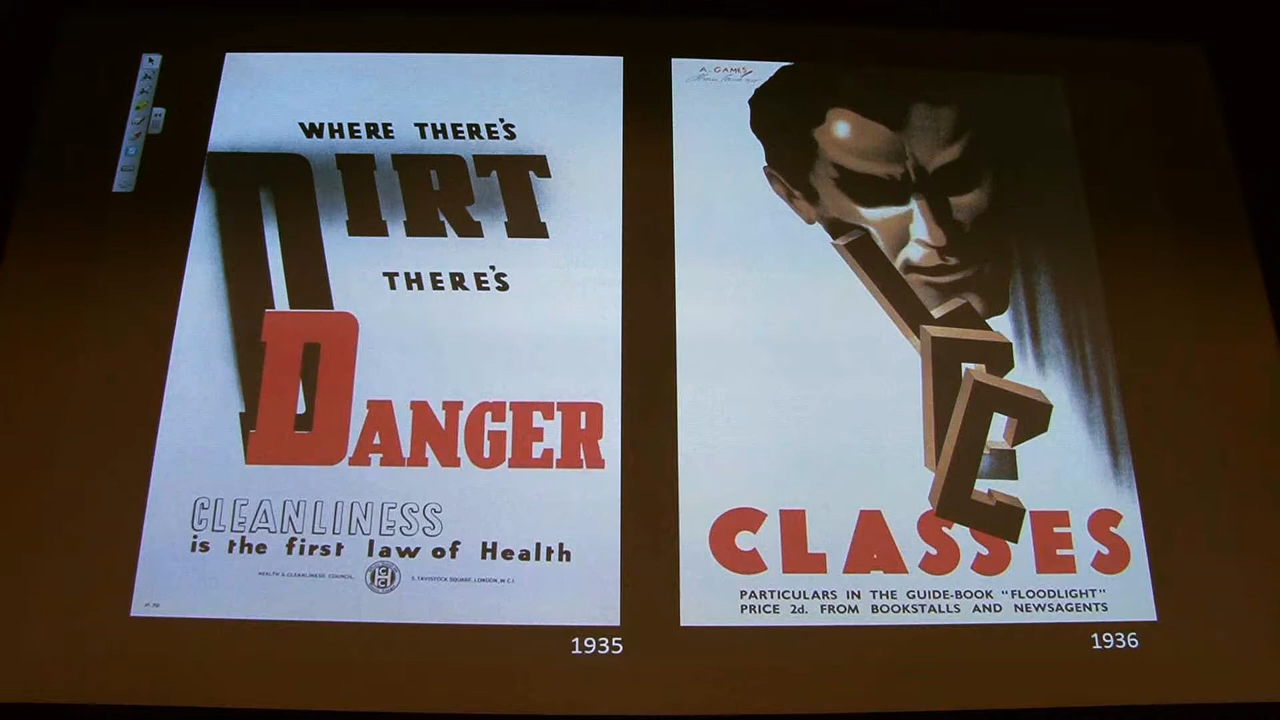 WHERE THERE'S
DIRT
THERE'S
DANGER
CLEANLINESS
is the first law of Health
HEALTH & CLEANLINESS COUNCIL, 5, TAVISTOCK SQUARE, LONDON, W.C.1.
1935
A. GAMES
LCC
CLASSES
PARTICULARS IN THE GUIDE-BOOK "FLOODLIGHT"
PRICE 2d. FROM BOOKSTALLS AND NEWSAGENTS
1936